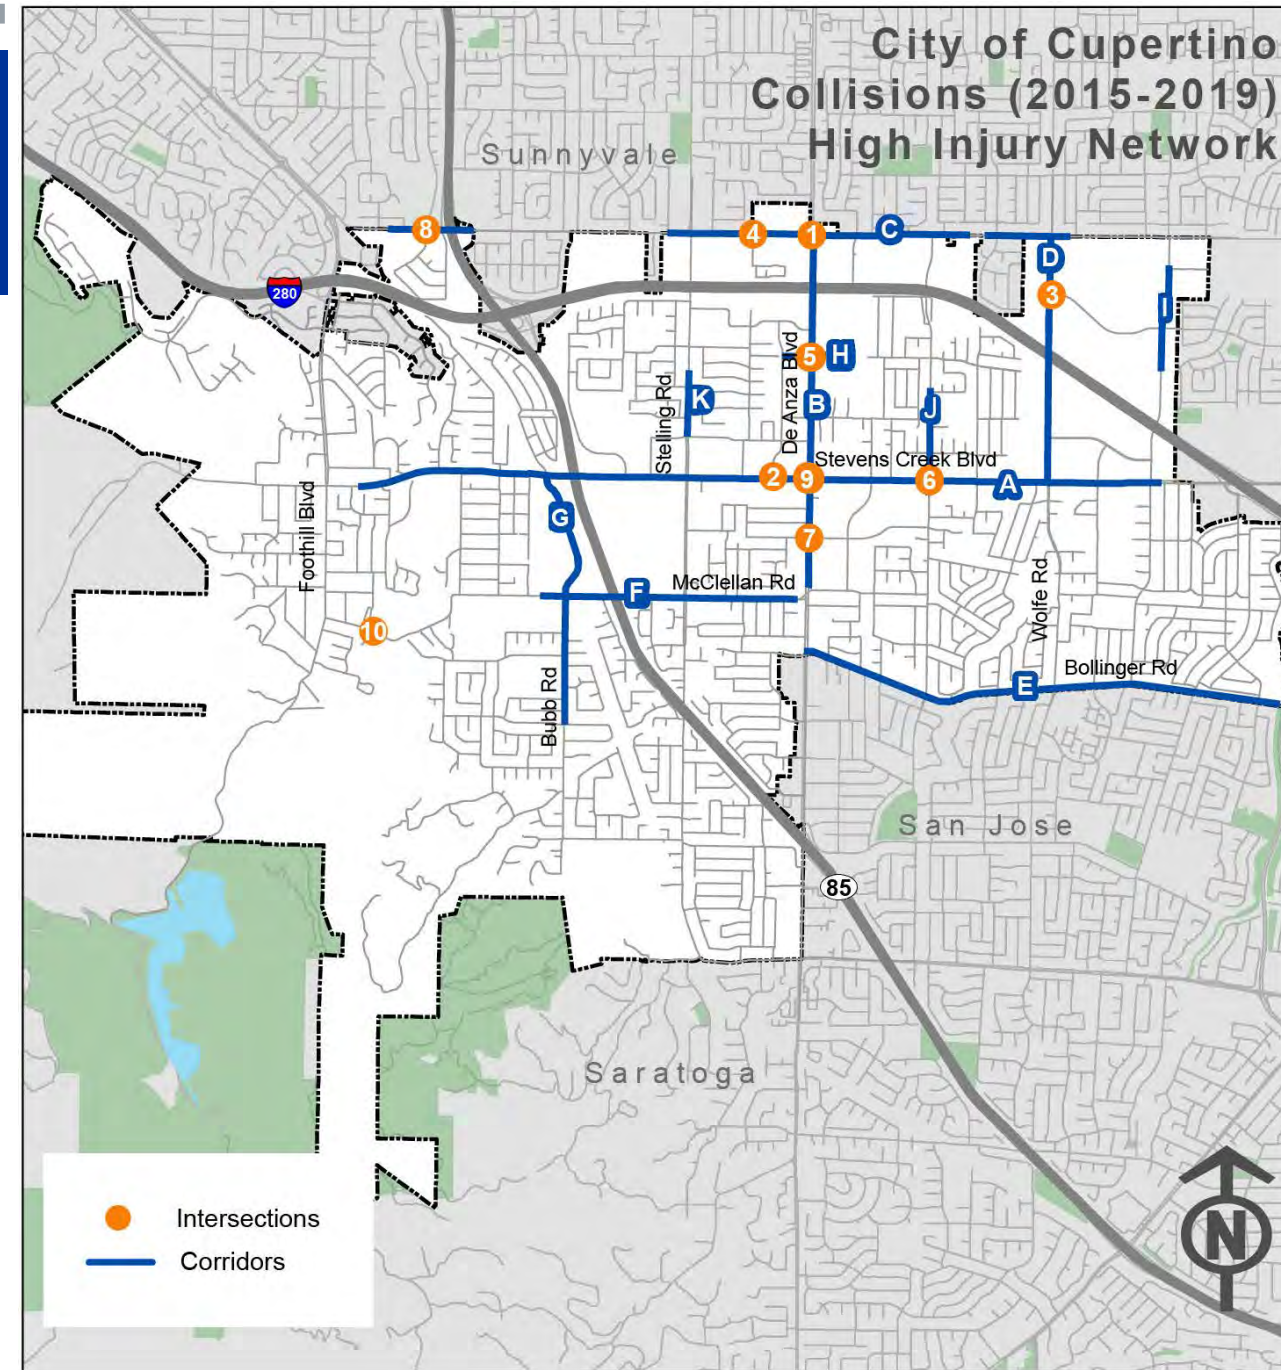 City of Cupertino
Collisions (2015-2019)
High Injury Network
Sunnyvale
8
4
1
C
D
280
3
I
5
H
De Anza Blvd
Stelling Rd
K
B
J
Stevens Creek Blvd
2
9
6
A
Foothill Blvd
G
7
McClellan Rd
F
Wolfe Rd
10
Bollinger Rd
E
Bubb Rd
San Jose
85
Saratoga
Intersections
Corridors
N